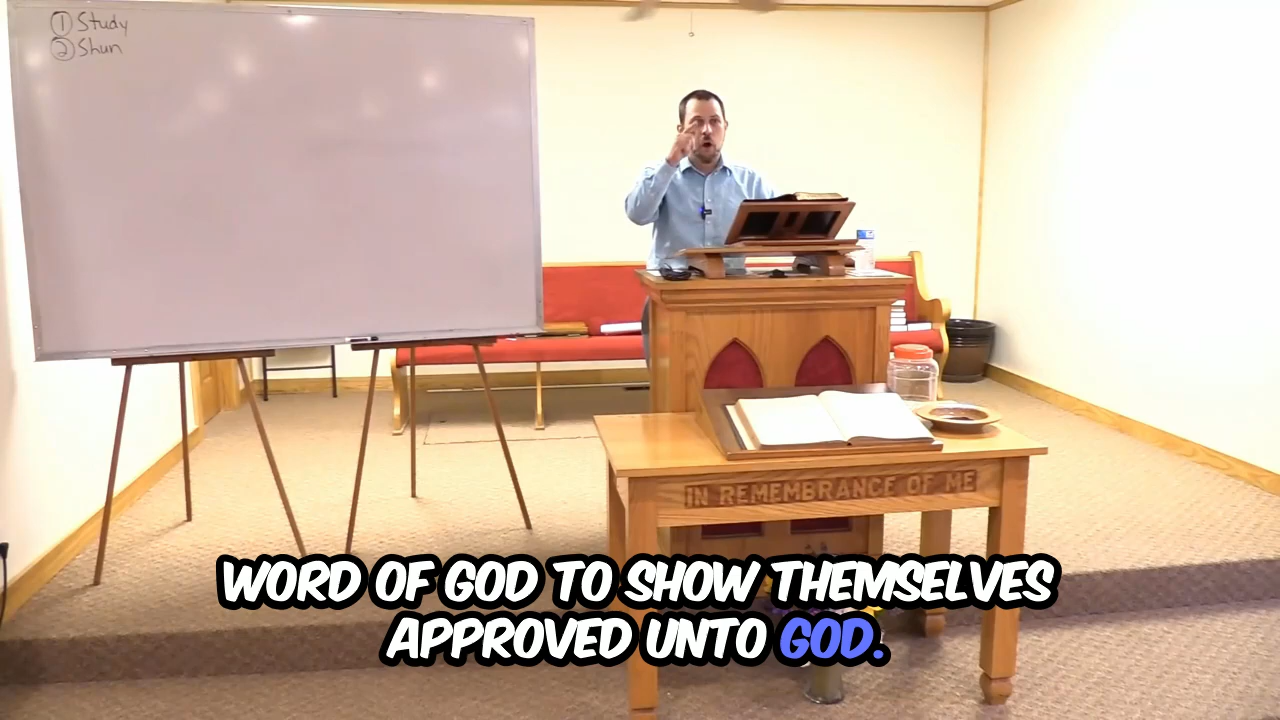 ① Study
② Shun
IN REMEMBRANCE OF ME
WORD OF GOD TO SHOW THEMSELVES
APPROVED UNTO GOD.